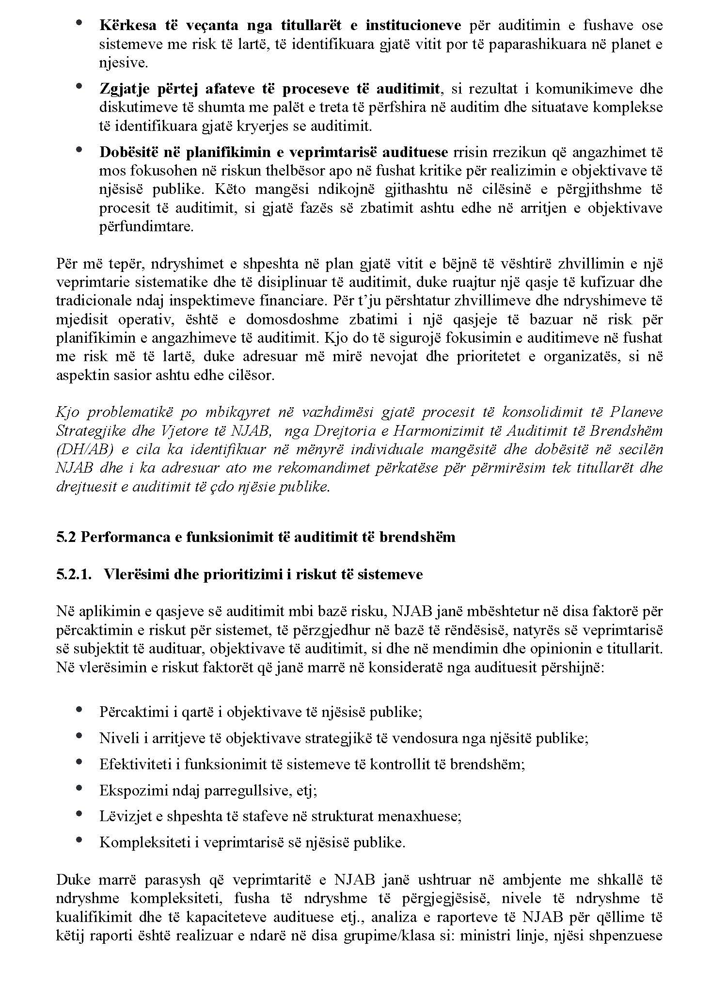 • Kërkesa të veçanta nga titullarët e institucioneve për auditimin e fushave ose
sistemeve me risk të lartë, të identifikuara gjatë vitit por të paparashikuara në planet e
njesive.
• Zgjatje përtej afateve të proceseve të auditimit, si rezultat i komunikimeve dhe
diskutimeve të shumta me palët e treta të përfshira në auditim dhe situatave komplekse
të identifikuara gjatë kryerjes se auditimit.
• Dobësitë në planifikimin e veprimtarisë audituese rrisin rrezikun që angazhimet të
mos fokusohen në riskun thelbësor apo në fushat kritike për realizimin e objektivave të
njësisë publike. Këto mangësi ndikojnë gjithashtu në cilësinë e përgjithshme të
procesit të auditimit, si gjatë fazës së zbatimit ashtu edhe në arritjen e objektivave
përfundimtare.
Për më tepër, ndryshimet e shpeshta në plan gjatë vitit e bëjnë të vështirë zhvillimin e një
veprimtarie sistematike dhe të disiplinuar të auditimit, duke ruajtur një qasje të kufizuar dhe
tradicionale ndaj inspektimeve financiare. Për t’ju përshtatur zhvillimeve dhe ndryshimeve të
mjedisit operativ, është e domosdoshme zbatimi i një qasjeje të bazuar në risk për
planifikimin e angazhimeve të auditimit. Kjo do të sigurojë fokusimin e auditimeve në fushat
me risk më të lartë, duke adresuar më mirë nevojat dhe prioritetet e organizatës, si në
aspektin sasior ashtu edhe cilësor.
Kjo problematikë po mbikqyret në vazhdimësi gjatë procesit të konsolidimit të Planeve
Strategjike dhe Vjetore të NJAB, nga Drejtoria e Harmonizimit të Auditimit të Brendshëm
(DH/AB) e cila ka identifikuar në mënyrë individuale mangësitë dhe dobësitë në secilën
NJAB dhe i ka adresuar ato me rekomandimet përkatëse për përmirësim tek titullarët dhe
drejtuesit e auditimit të çdo njësie publike.
5.2 Performanca e funksionimit të auditimit të brendshëm
5.2.1. Vlerësimi dhe prioritizimi i riskut të sistemeve
Në aplikimin e qasjeve së auditimit mbi bazë risku, NJAB janë mbështetur në disa faktorë për
përcaktimin e riskut për sistemet, të përzgjedhur në bazë të rëndësisë, natyrës së veprimtarisë
së subjektit të audituar, objektivave të auditimit, si dhe në mendimin dhe opinionin e titullarit.
Në vlerësimin e riskut faktorët që janë marrë në konsideratë nga audituesit përshijnë:
• Përcaktimi i qartë i objektivave të njësisë publike;
• Niveli i arritjeve të objektivave strategjikë të vendosura nga njësitë publike;
• Efektiviteti i funksionimit të sistemeve të kontrollit të brendshëm;
• Ekspozimi ndaj parregullsive, etj;
• Lëvizjet e shpeshta të stafeve në strukturat menaxhuese;
• Kompleksiteti i veprimtarisë së njësisë publike.
Duke marrë parasysh që veprimtaritë e NJAB janë ushtruar në ambjente me shkallë të
ndryshme kompleksiteti, fusha të ndryshme të përgjegjësisë, nivele të ndryshme të
kualifikimit dhe të kapaciteteve audituese etj., analiza e raporteve të NJAB për qëllime të
këtij raporti është realizuar e ndarë në disa grupime/klasa si: ministri linje, njësi shpenzuese